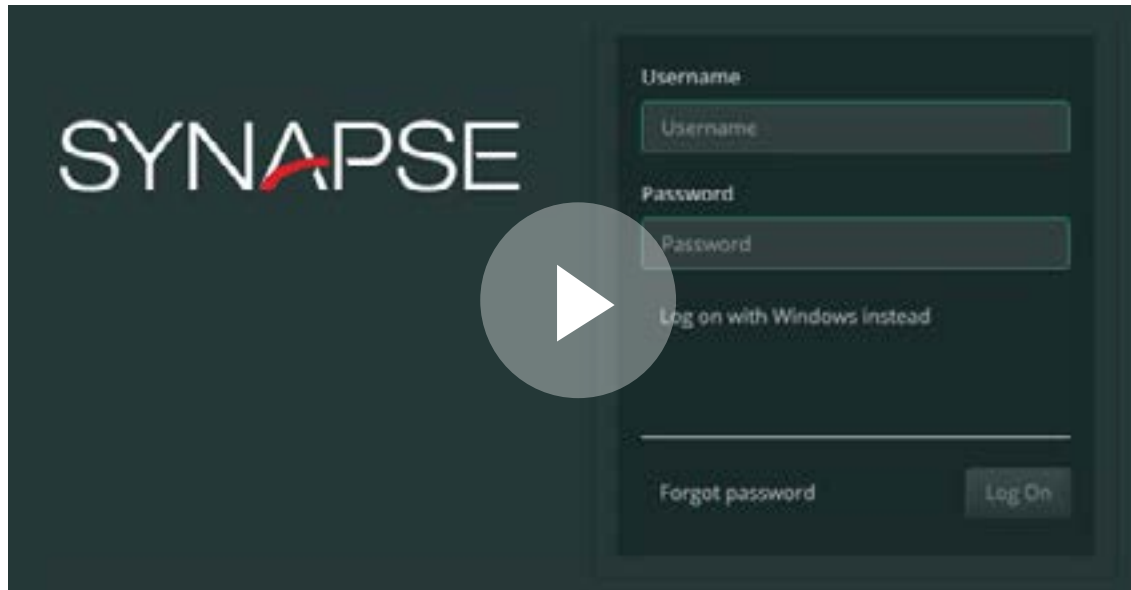 SYNAPSE
Username
Username
Password
Password
Log on with Windows instead
Forgot password
Log On